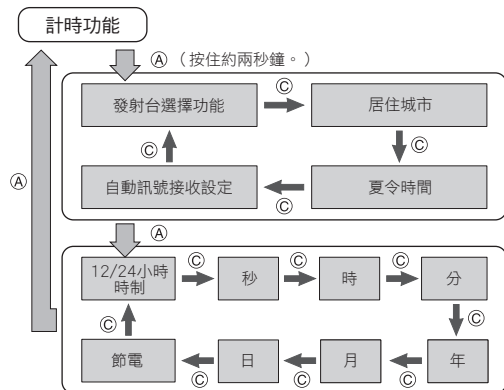 計時功能
Ⓐ （按住約兩秒鐘。）
發射台選擇功能
Ⓒ
居住城市
Ⓒ
Ⓒ
自動訊號接收設定
Ⓒ
夏令時間
Ⓐ
Ⓐ
12/24小時
時制
Ⓒ
秒
Ⓒ
時
Ⓒ
分
Ⓒ
Ⓒ
節電
Ⓒ
日
Ⓒ
月
Ⓒ
年